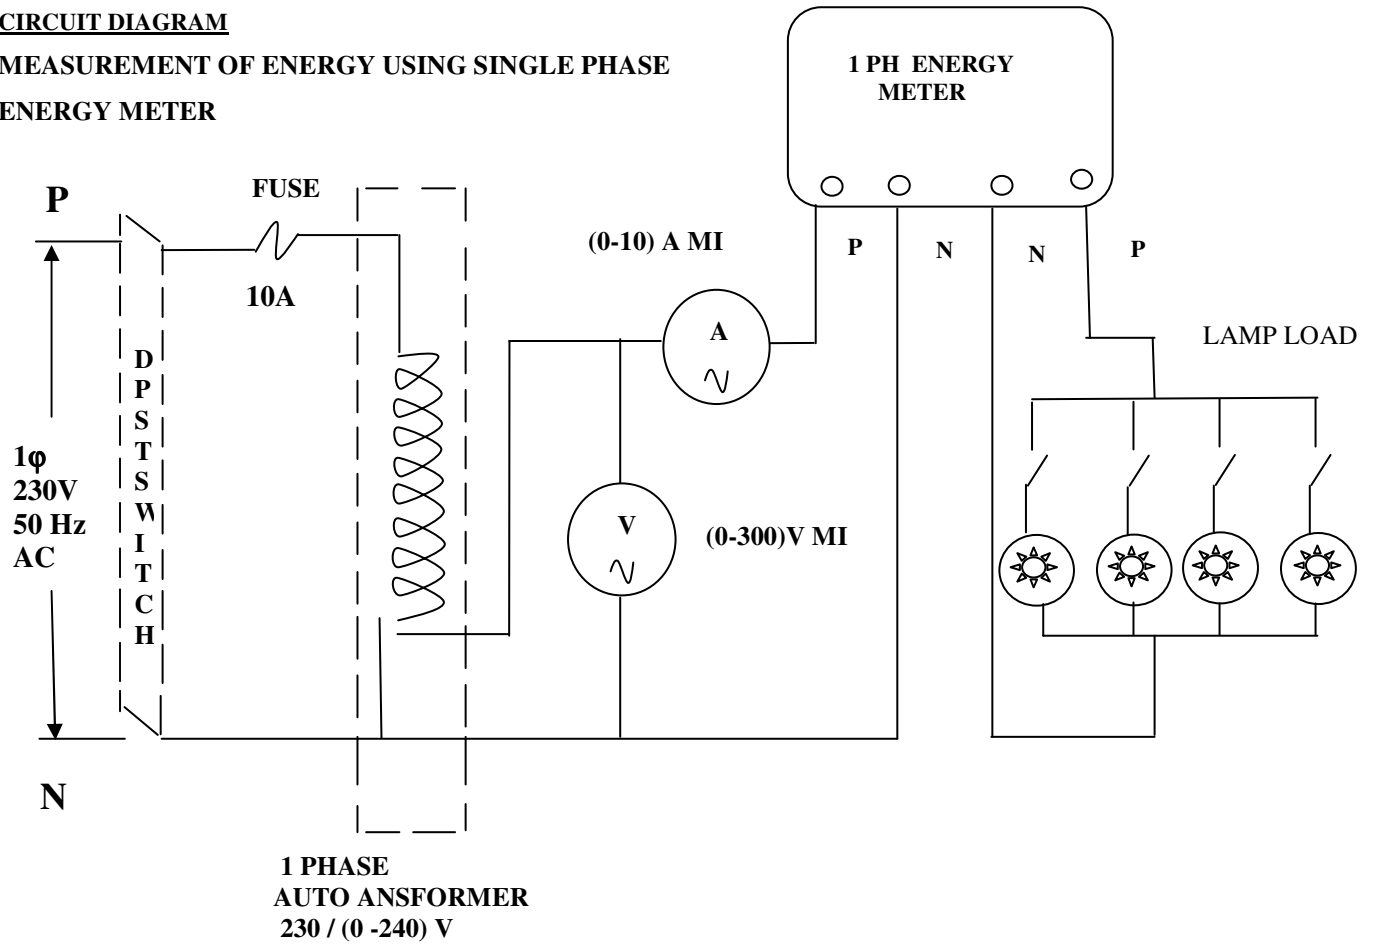 CIRCUIT DIAGRAM
MEASUREMENT OF ENERGY USING SINGLE PHASE
ENERGY METER
1 PH ENERGY
METER
P
FUSE
10A
(0-10) A MI
P
N
N
P
A
LAMP LOAD
DPSTSWITCH
1φ
230V
50 Hz
AC
V
(0-300)V MI
N
1 PHASE
AUTO ANSFORMER
230 / (0 -240) V